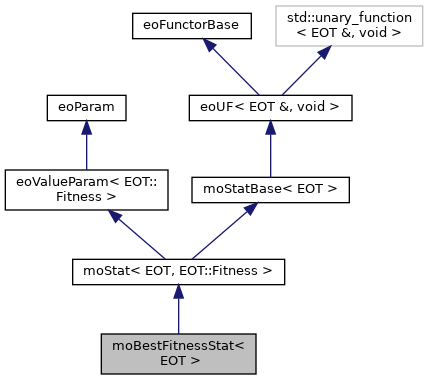 std::unary_function
< EOT &, void >
eoFunctorBase
eoParam
eoUF< EOT &, void >
eoValueParam< EOT::
Fitness >
moStatBase< EOT >
moStat< EOT, EOT::Fitness >
moBestFitnessStat<
EOT >